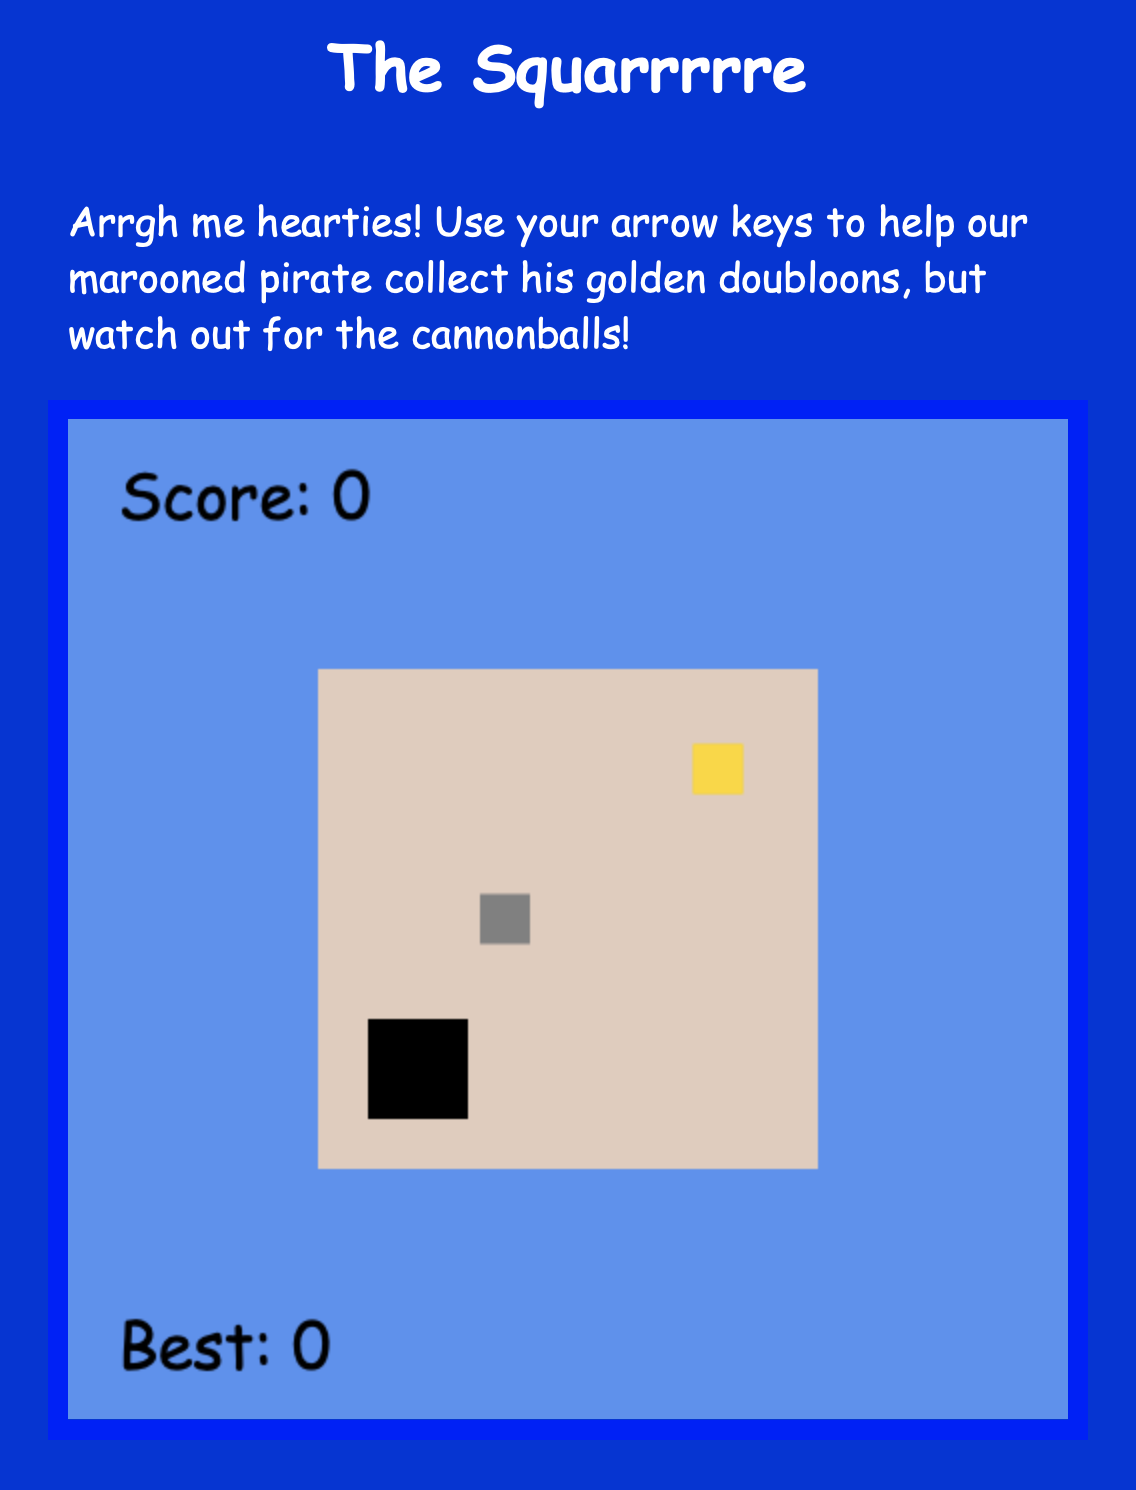 The Squarrrrre
Arrgh me hearties! Use your arrow keys to help our
marooned pirate collect his golden doubloons, but
watch out for the cannonballs!
Score: 0
Best: 0